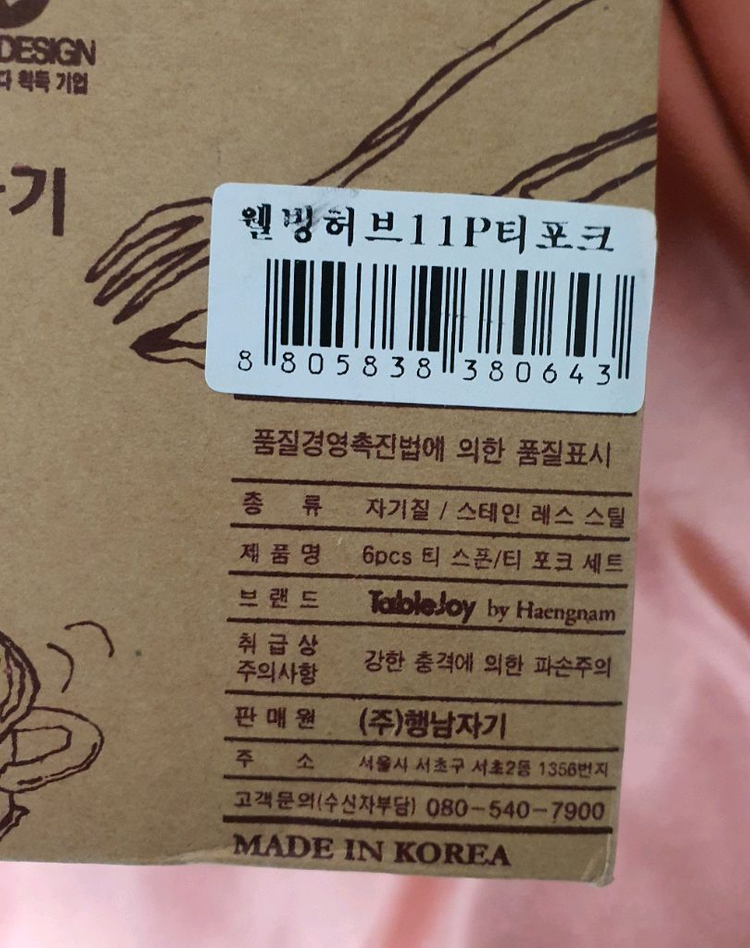 DESIGN
획득 기업
기
웰빙허브11P티포크
8 805838 380643
품질경영촉진법에 의한 품질표시
종 류 자기질 / 스테인 레스 스틸
제 품 명 6pcs 티 스푼/티 포크 세트
브 랜 드 TableJoy by Haengnam
취 급 상
주의사항 강한 충격에 의한 파손주의
판 매 원 (주)행남자기
주 소 서울시 서초구 서초2동 1356번지
고객문의(수신자부담) 080-540-7900
MADE IN KOREA